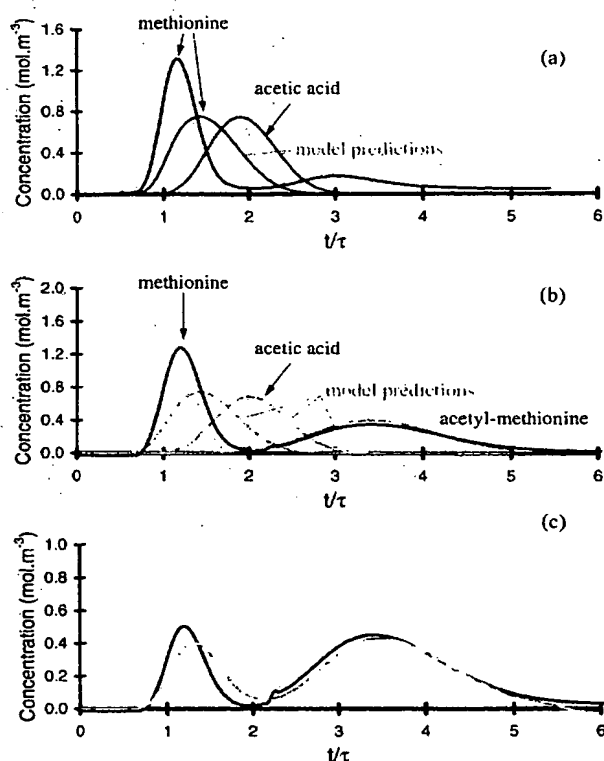 methionine
(a)
acetic acid
model predictions
Concentration (mol.m⁻³)
1.6
1.2
0.8
0.4
0.0
0 1 2 3 4 5 6
t/τ
methionine
(b)
acetic acid
model predictions
acetyl-methionine
Concentration (mol.m⁻³)
2.0
1.6
1.2
0.8
0.4
0.0
0 1 2 3 4 5 6
t/τ
(c)
Concentration (mol.m⁻³)
1.0
0.8
0.6
0.4
0.2
0.0
0 1 2 3 4 5 6
t/τ